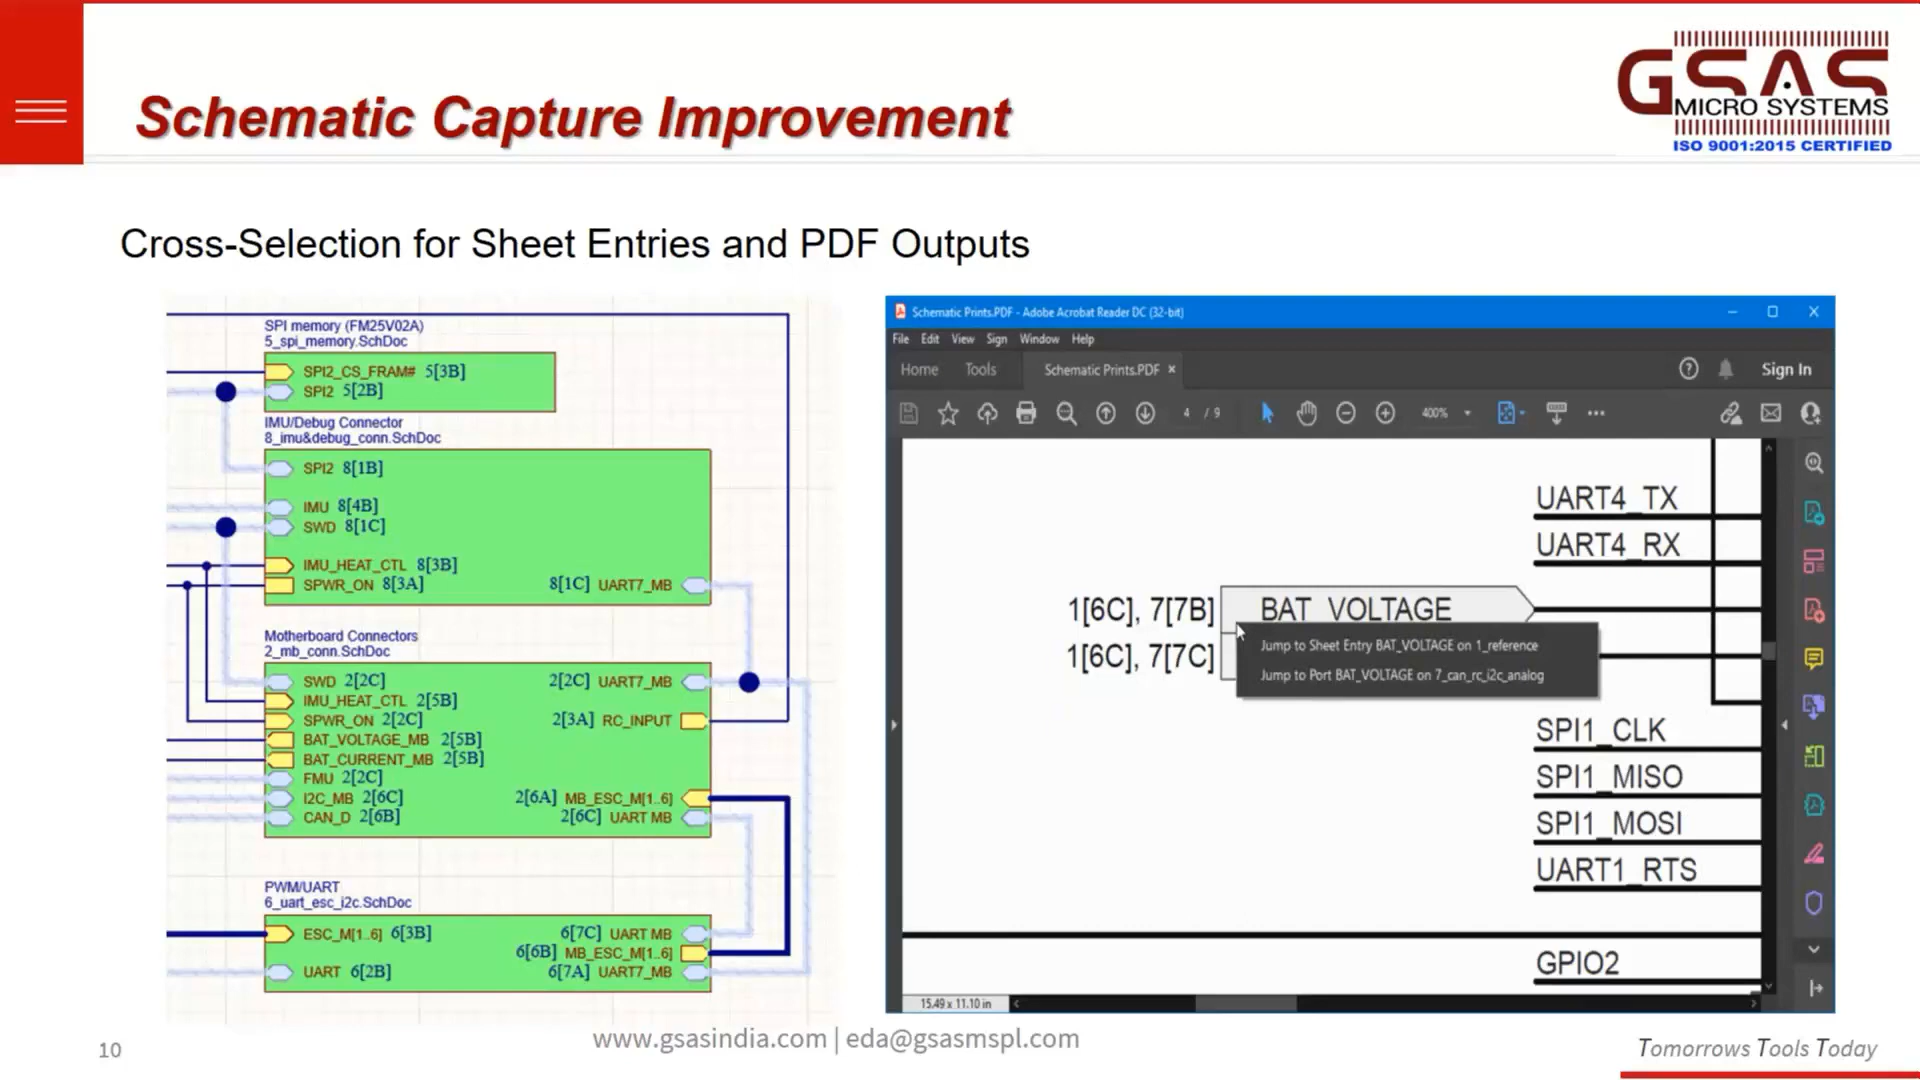 GSAS
MICRO SYSTEMS
ISO 9001:2015 CERTIFIED
Schematic Capture Improvement
Cross-Selection for Sheet Entries and PDF Outputs
SPI memory (FM25V02A)
5_spi_memory.SchDoc
SPI2_CS_FRAM# 5[3B]
SPI2 5[2B]
IMU/Debug Connector
8_imu&debug_conn.SchDoc
SPI2 8[1B]
IMU 8[4B]
SWD 8[1C]
IMU_HEAT_CTL 8[3B]
SPWR_ON 8[3A] 8[1C] UART7_MB
Motherboard Connectors
2_mb_conn.SchDoc
SWD 2[2C] 2[2C] UART7_MB
IMU_HEAT_CTL 2[5B]
SPWR_ON 2[2C] 2[3A] RC_INPUT
BAT_VOLTAGE_MB 2[5B]
BAT_CURRENT_MB 2[5B]
FMU 2[2C]
I2C_MB 2[6C] 2[6A] MB_ESC_M[1..6]
CAN_D 2[6B] 2[6C] UART MB
PWM/UART
6_uart_esc_i2c.SchDoc
ESC_M[1..6] 6[3B] 6[7C] UART MB
6[6B] MB_ESC_M[1..6]
UART 6[2B] 6[7A] UART7_MB
Schematic Prints.PDF - Adobe Acrobat Reader DC (32-bit)
File Edit View Sign Window Help
Home Tools Schematic Prints.PDF × Sign In
4 / 9 400%
UART4_TX
UART4_RX
1[6C], 7[7B] BAT_VOLTAGE
1[6C], 7[7C]
Jump to Sheet Entry BAT_VOLTAGE on 1_reference
Jump to Port BAT_VOLTAGE on 7_can_rc_i2c_analog
SPI1_CLK
SPI1_MISO
SPI1_MOSI
UART1_RTS
GPIO2
15.49 x 11.10 in
10
www.gsasindia.com | eda@gsasmspl.com
Tomorrows Tools Today